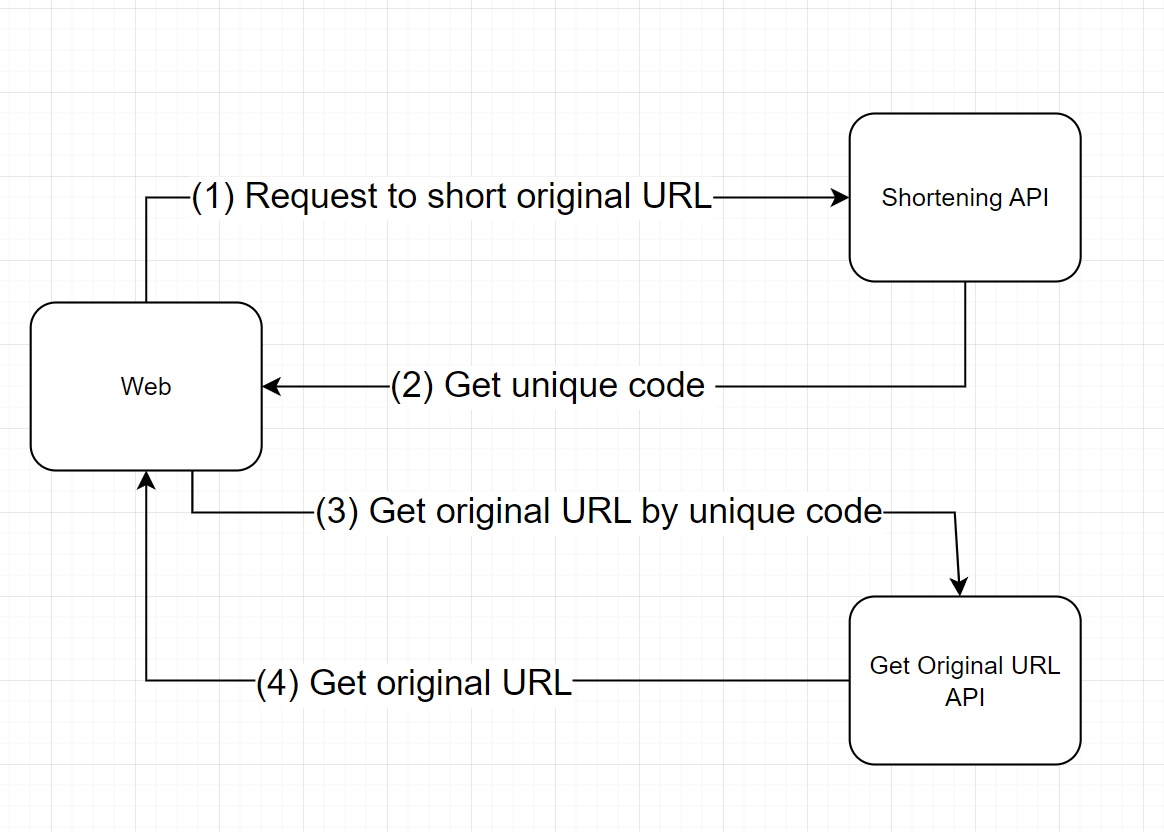 (1) Request to short original URL
Shortening API
Web
(2) Get unique code
(3) Get original URL by unique code
Get Original URL
API
(4) Get original URL